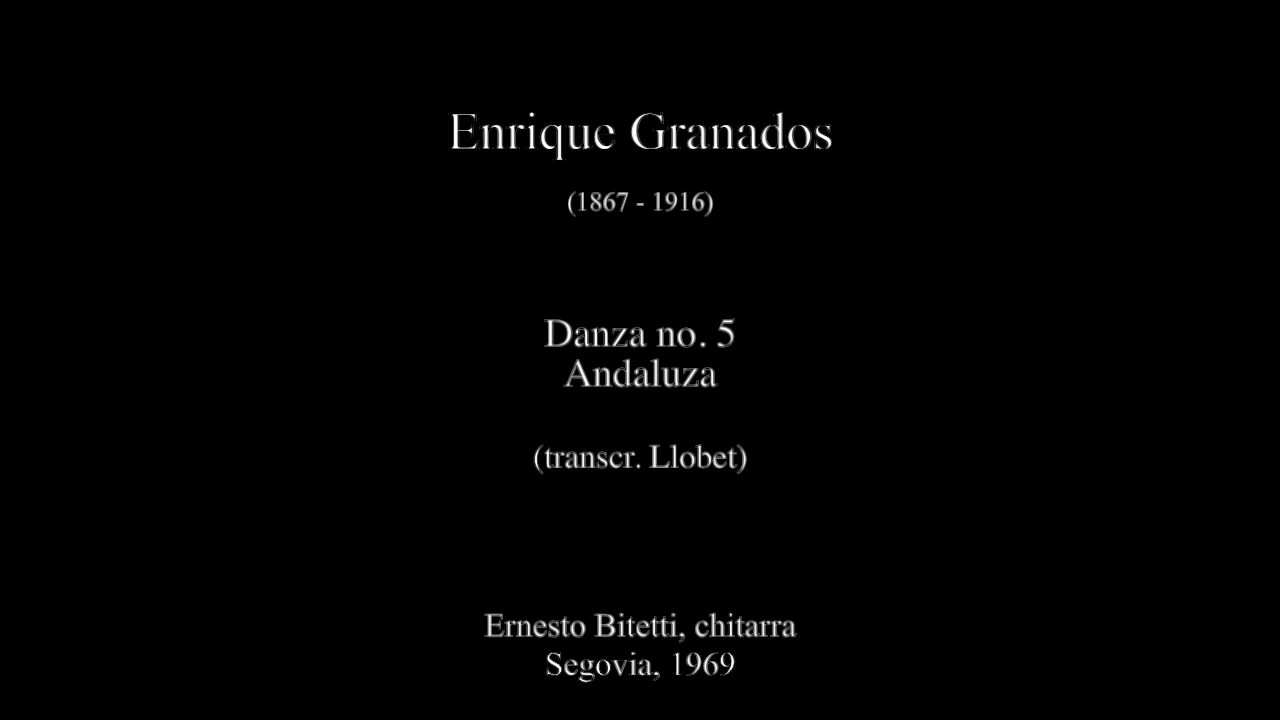 Enrique Granados
(1867 - 1916)
Danza no. 5
Andaluza
(transcr. Llobet)
Ernesto Bitetti, chitarra
Segovia, 1969